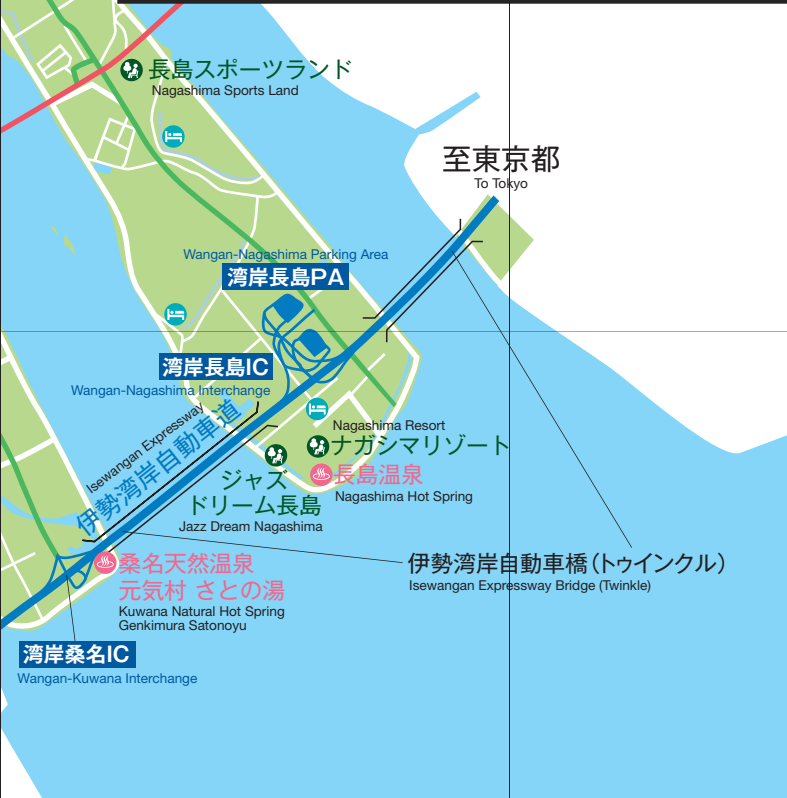 長島スポーツランド
Nagashima Sports Land
至東京都
To Tokyo
Wangan-Nagashima Parking Area
湾岸長島PA
湾岸長島IC
Wangan-Nagashima Interchange
Isewangan Expressway
伊勢湾岸自動車道
Nagashima Resort
ナガシマリゾート
長島温泉
Nagashima Hot Spring
ジャズ
ドリーム長島
Jazz Dream Nagashima
伊勢湾岸自動車橋(トゥインクル)
Isewangan Expressway Bridge (Twinkle)
桑名天然温泉
元気村 さとの湯
Kuwana Natural Hot Spring
Genkimura Satonoyu
湾岸桑名IC
Wangan-Kuwana Interchange